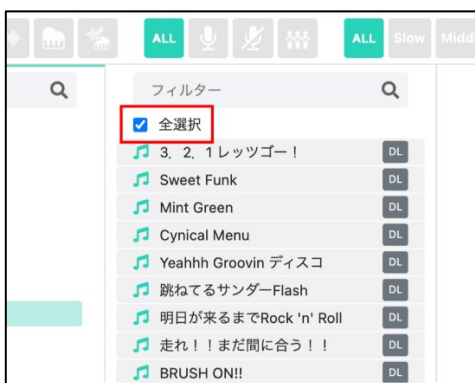 ALL
ALL Slow Middl
フィルター
全選択
3, 2, 1レッツゴー! DL
Sweet Funk DL
Mint Green DL
Cynical Menu DL
Yeahhh Groovin ディスコ DL
跳ねてるサンダーFlash DL
明日が来るまでRock 'n' Roll DL
走れ!!まだ間に合う!! DL
BRUSH ON!! DL